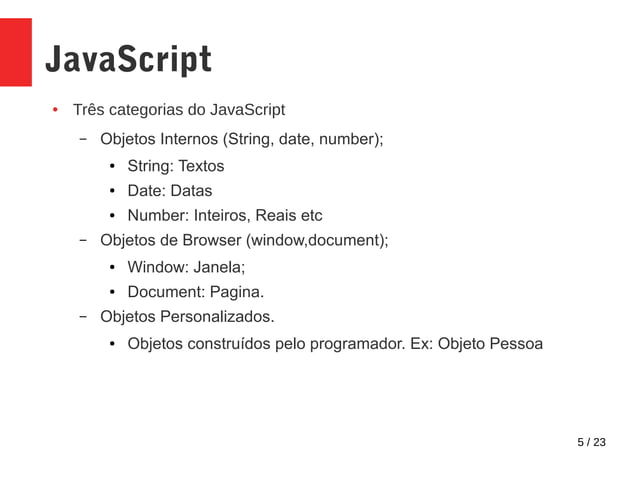 JavaScript
● Três categorias do JavaScript
– Objetos Internos (String, date, number);
● String: Textos
● Date: Datas
● Number: Inteiros, Reais etc
– Objetos de Browser (window,document);
● Window: Janela;
● Document: Pagina.
– Objetos Personalizados.
● Objetos construídos pelo programador. Ex: Objeto Pessoa
5 / 23